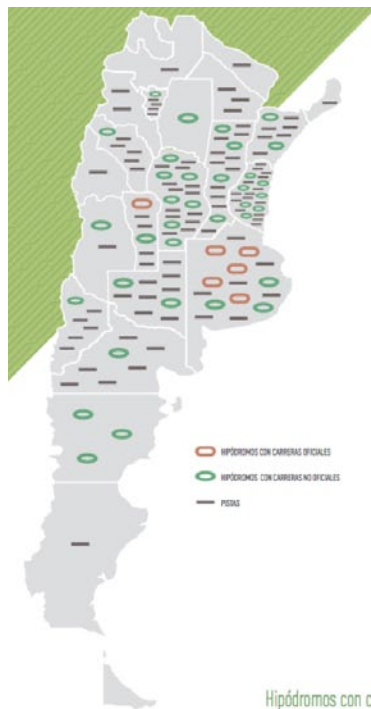 HIPÓDROMOS CON CARRERAS OFICIALES
HIPÓDROMOS CON CARRERAS NO OFICIALES
PISTAS
Hipódromos con c